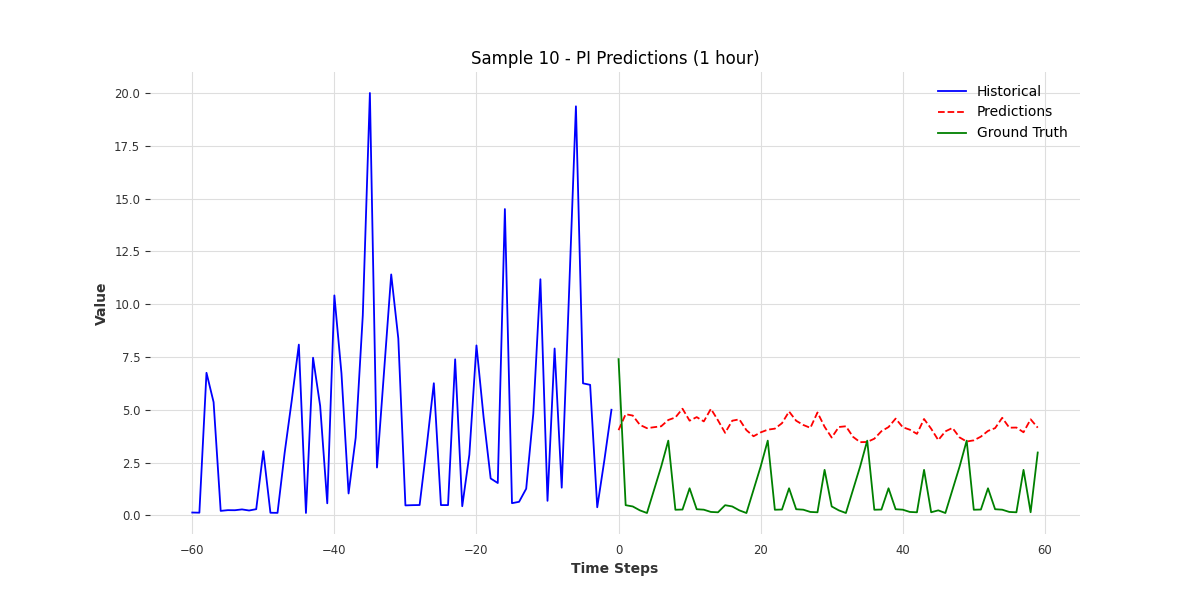 Sample 10 - PI Predictions (1 hour)
Historical
Predictions
Ground Truth
20.0
17.5
15.0
12.5
10.0
7.5
5.0
2.5
0.0
Value
−60
−40
−20
0
20
40
60
Time Steps